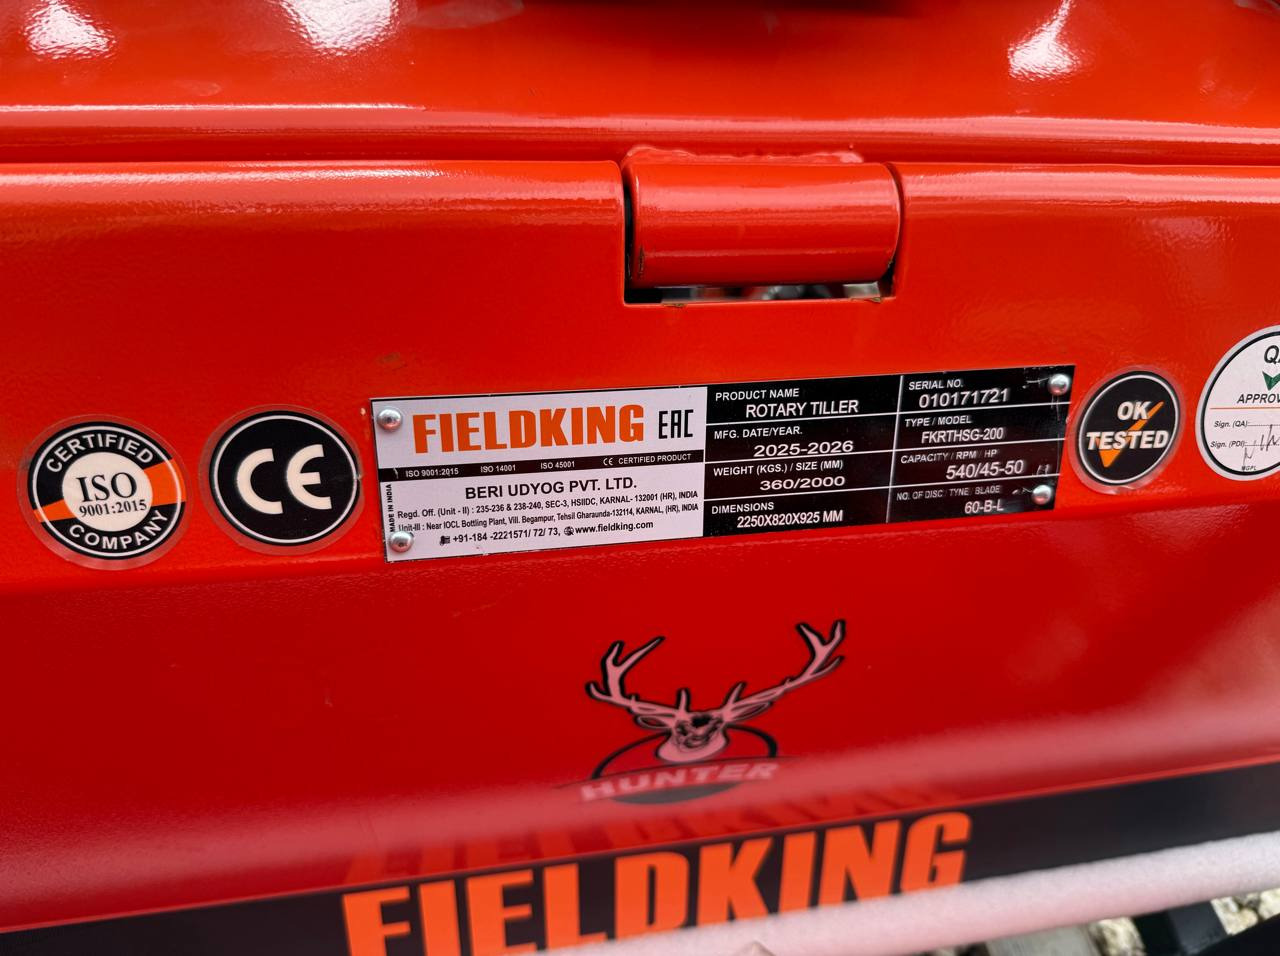 CERTIFIED
ISO
9001:2015
COMPANY
CE
FIELDKING EAC
ISO 9001:2015 ISO 14001 ISO 45001 CE CERTIFIED PRODUCT
MADE IN INDIA
BERI UDYOG PVT. LTD.
Regd. Off. (Unit - II) : 235-236 & 238-240, SEC-3, HSIIDC, KARNAL- 132001 (HR), INDIA
Unit-III : Near IOCL Bottling Plant, Vill. Begampur, Tehsil Gharaunda-132114, KARNAL, (HR), INDIA
+91-184 -2221571/ 72/ 73, www.fieldking.com
PRODUCT NAME
ROTARY TILLER
MFG. DATE/YEAR.
2025-2026
WEIGHT (KGS.) / SIZE (MM)
360/2000
DIMENSIONS
2250X820X925 MM
SERIAL NO.
010171721
TYPE / MODEL
FKRTHSG-200
CAPACITY / RPM / HP
540/45-50
NO. OF DISC / TYNE / BLADE
60-B-L
OK
TESTED
QA
APPROV
Sign. (QA)
Sign. (PDI)
MGPL
HUNTER
FIELDKING